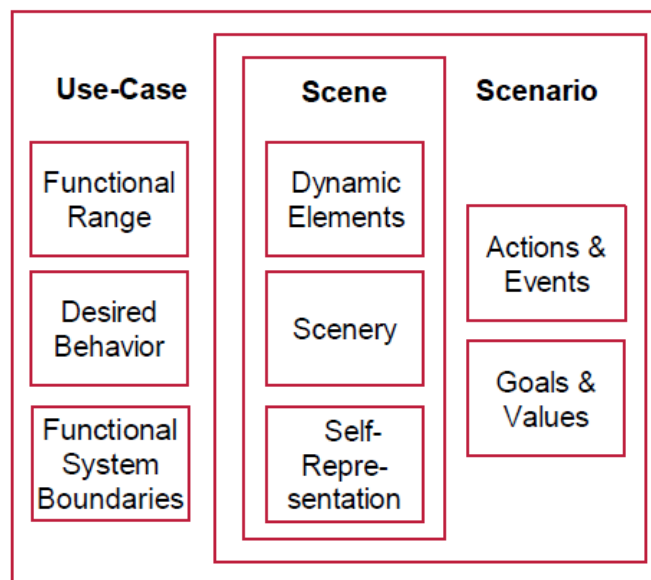 Use-Case
Functional
Range
Desired
Behavior
Functional
System
Boundaries
Scene
Dynamic
Elements
Scenery
Self-
Repre-
sentation
Scenario
Actions &
Events
Goals &
Values